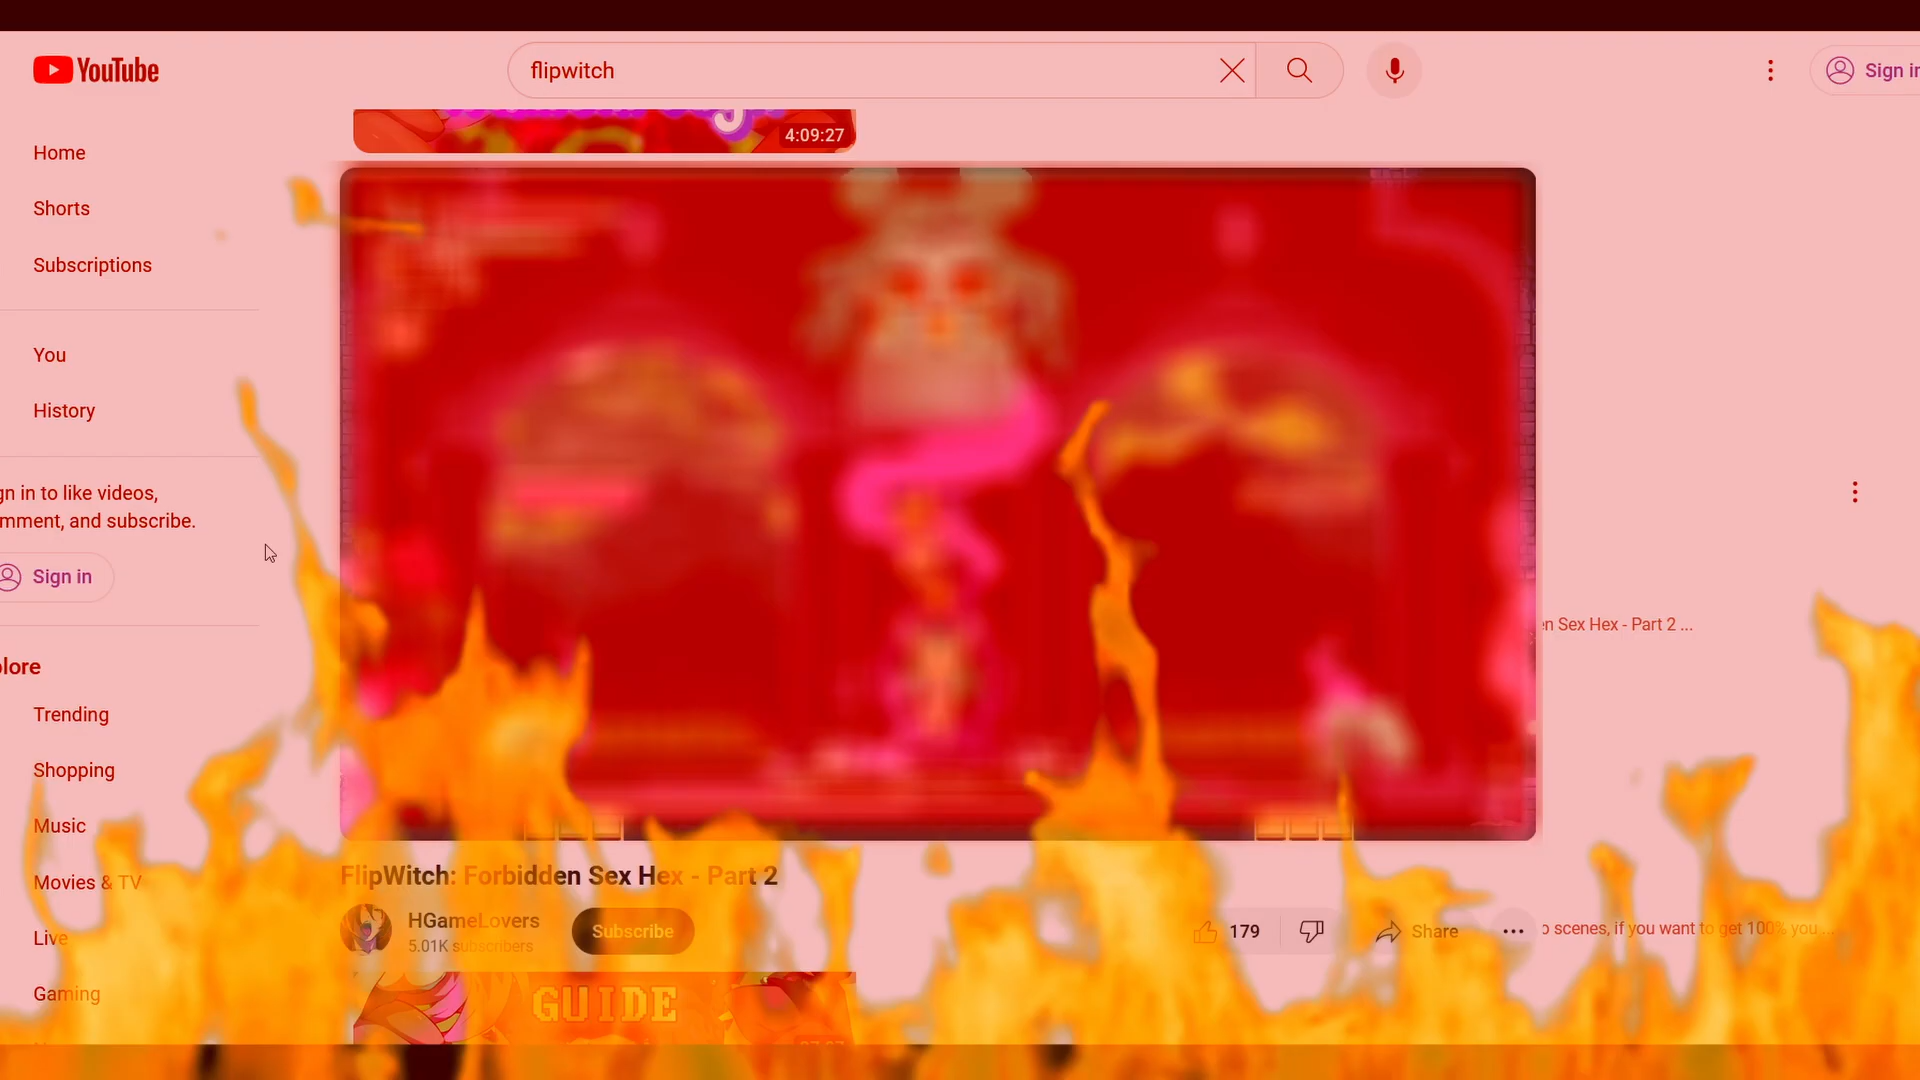 YouTube
flipwitch
Sign in
4:09:27
Home
Shorts
Subscriptions
You
History
gn in to like videos,
mment, and subscribe.
Sign in
lore
Trending
Shopping
Music
Movies & TV
Live
Gaming
en Sex Hex - Part 2 ...
FlipWitch: Forbidden Sex Hex - Part 2
HGameLovers
5.01K subscribers
Subscribe
179
Share
o scenes, if you want to get 100% you ...
GUIDE